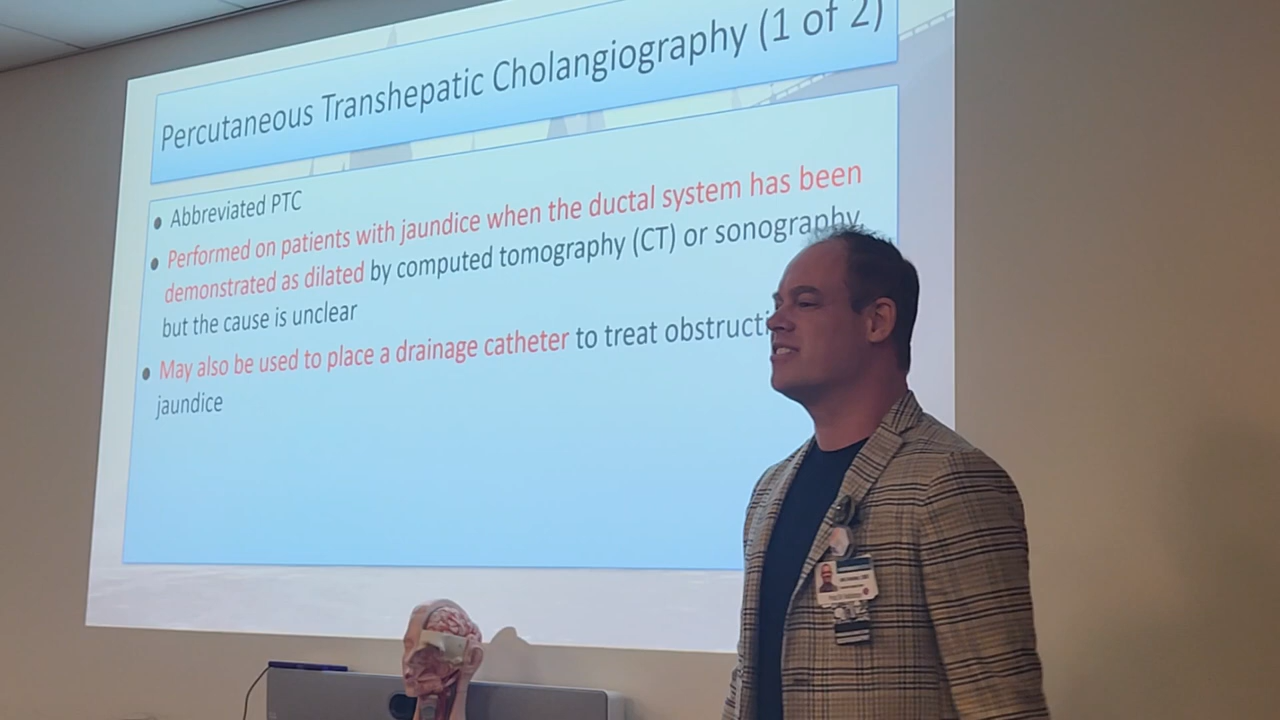 Percutaneous Transhepatic Cholangiography (1 of 2)
Abbreviated PTC
Performed on patients with jaundice when the ductal system has been
demonstrated as dilated by computed tomography (CT) or sonography
but the cause is unclear
May also be used to place a drainage catheter to treat
jaundice